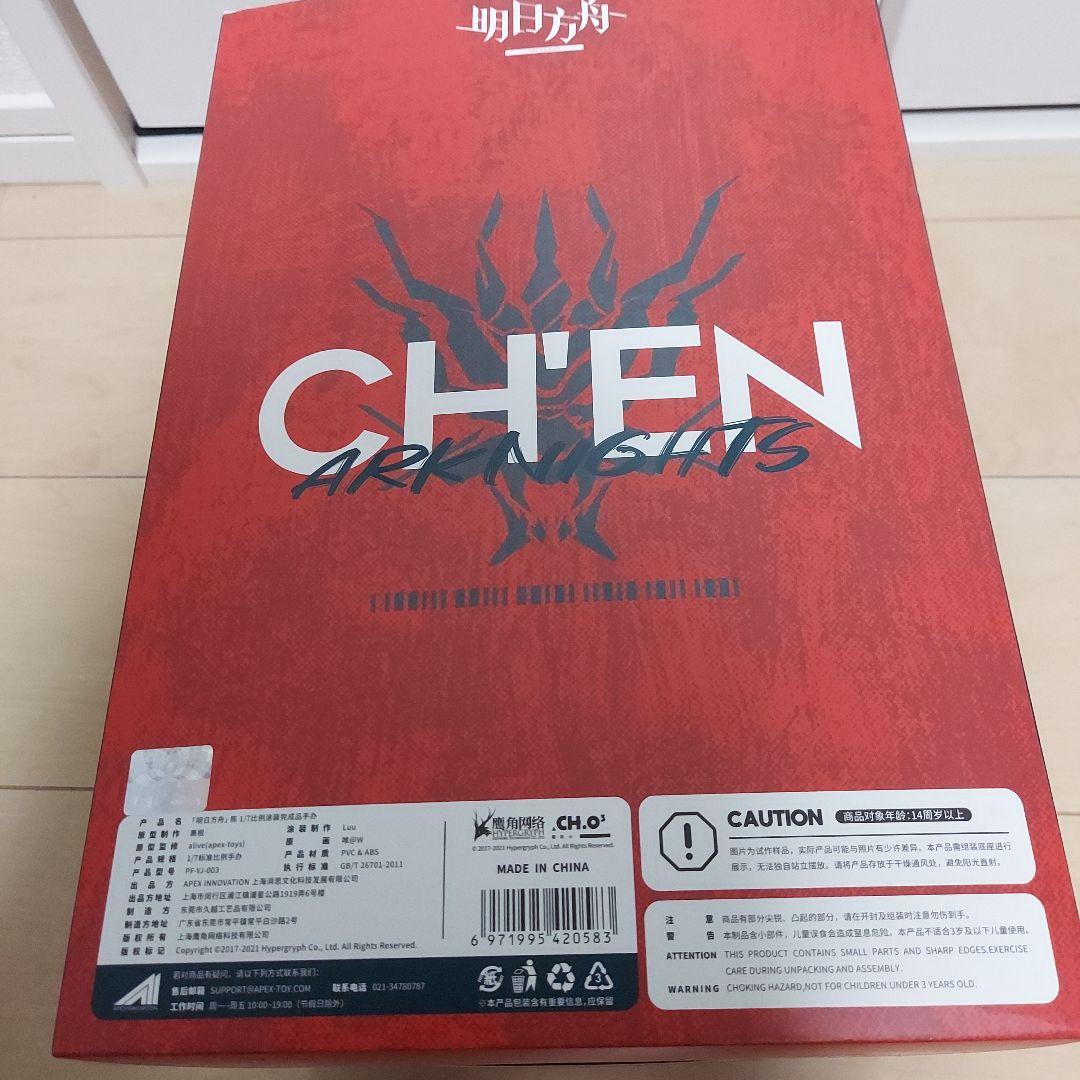 明日方舟
CH'EN
ARKNIGHTS
产品名 「明日方舟」陈 1/7比例涂装完成品手办
原型制作
涂装制作 Luu
原型监修 alive(apex-toys)
原画 唯@W
产品规格 1/7标准比例手办
产品材质 PVC & ABS
产品型号 PF-YJ-003
执行标准 GB/T 26701-2011
出品方 APEX INNOVATION 上海湃思文化科技发展有限公司
出品方地址 上海市闵行区浦江镇蘧星公路1919弄6号楼
制造方 东莞市久越工艺品有限公司
制造方地址 广东省东莞市常平镇常平白沙路2号
版权所有 上海鹰角网络科技有限公司
版权标记 Copyright ©2017-2021 Hypergryph Co., Ltd. All Rights Reserved.
鹰角网络
HYPERGRYPH
CH.O³
©2017-2021 Hypergryph Co., Ltd. All Rights Reserved.
MADE IN CHINA
6 971995 420583
若对商品有疑问，请以下列方式联系我们：
售后邮箱 SUPPORT@APEX-TOY.COM 联系电话 021-34780787
工作时间 周一~周五 10:00~19:00（节假日除外）
APEX INNOVATION
紙
3
※本产品包装含有重要信息，应保留
CAUTION 商品对象年龄：14周岁以上
图片为试作样品，实际产品可能与照片有少许差异。本产品需组装底座进行
展示，无法独自站立摆放。请将产品存放于干燥通风处，避免阳光直射。
注意 商品有部分尖锐、凸起的部分，请在开封及组装时注意勿伤到手。
警告 本制品含小部件，儿童误食会造成窒息危险。本产品不适合3岁及以下儿童使用。
ATTENTION THIS PRODUCT CONTAINS SMALL PARTS AND SHARP EDGES.EXERCISE
CARE DURING UNPACKING AND ASSEMBLY.
WARNING CHOKING HAZARD,NOT FOR CHILDREN UNDER 3 YEARS OLD.